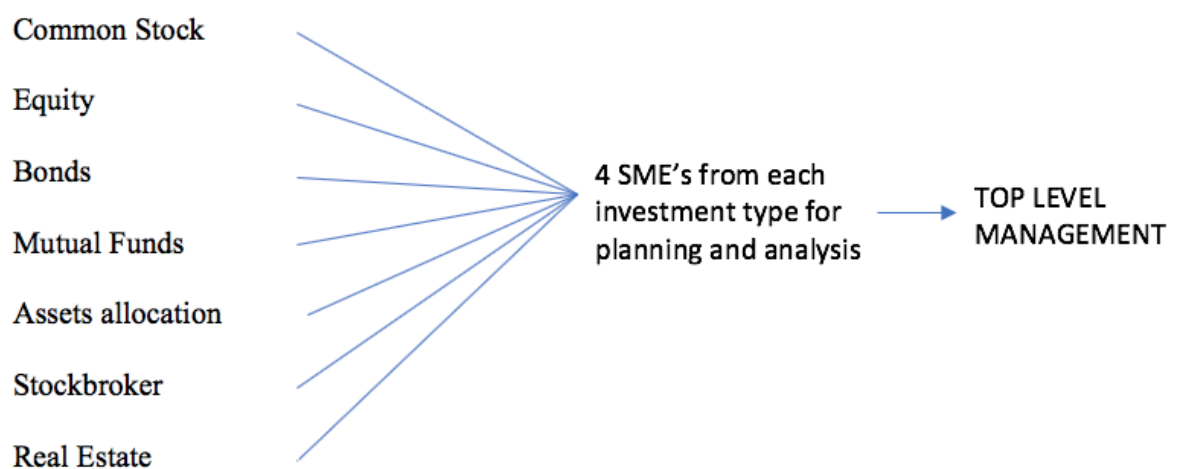 Common Stock
Equity
Bonds
Mutual Funds
Assets allocation
Stockbroker
Real Estate
4 SME’s from each
investment type for
planning and analysis
TOP LEVEL
MANAGEMENT